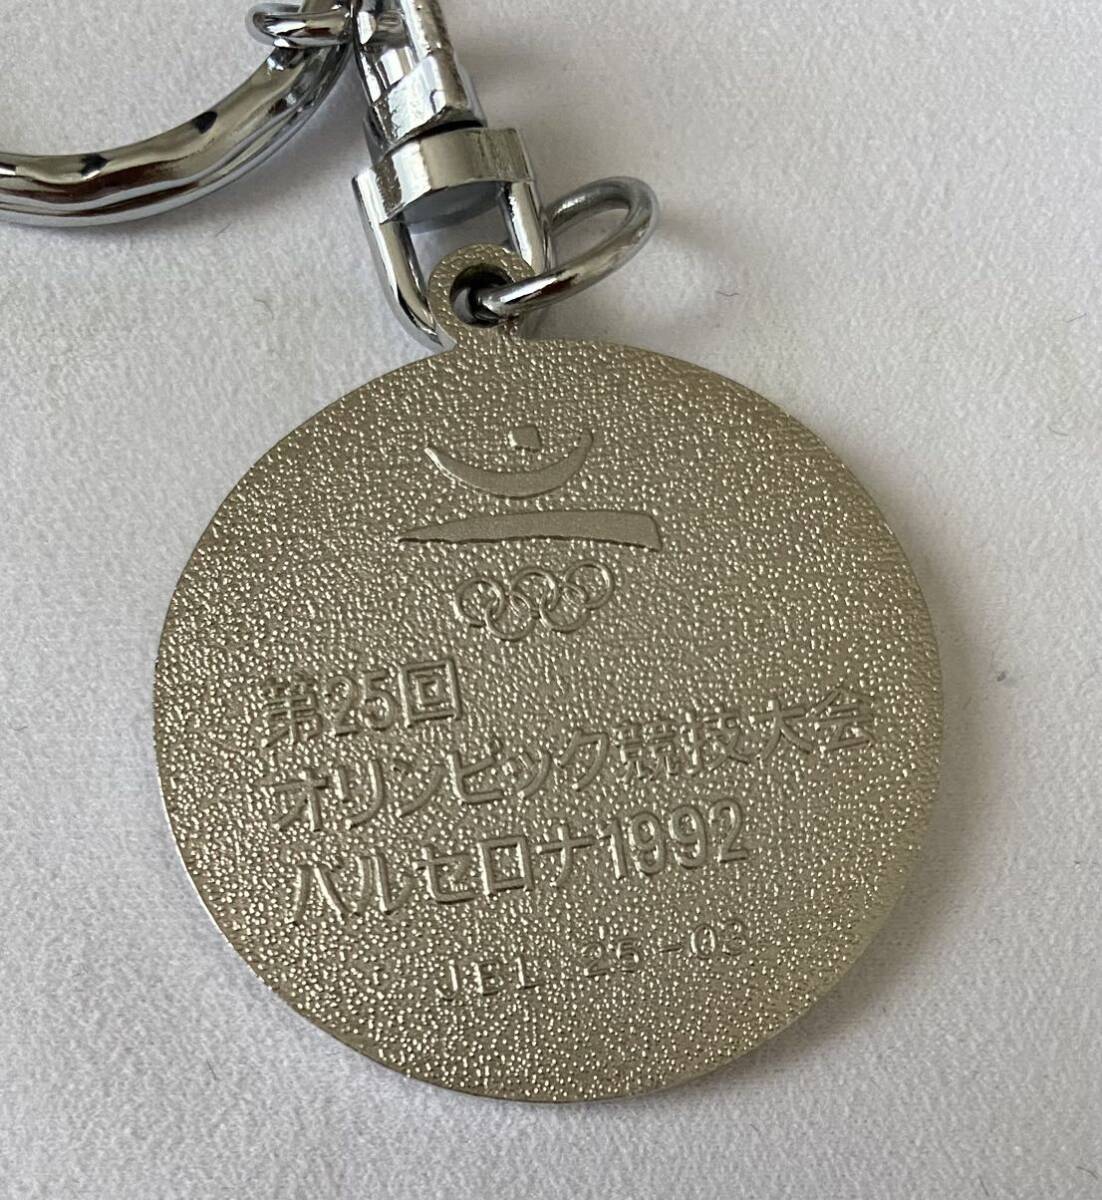 第25回
オリンピック競技大会
バルセロナ1992
JBL 25-03